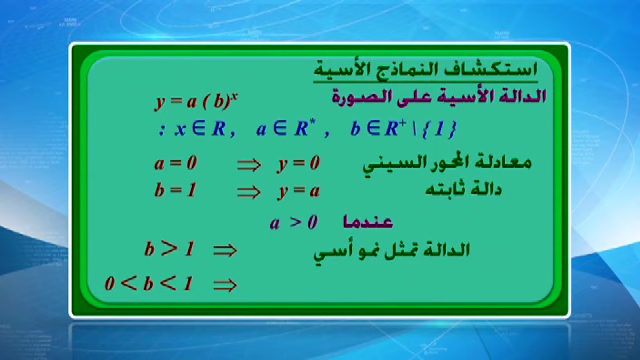 استكشاف النماذج الأسية
الدالة الأسية على الصورة y = a ( b)ˣ
: x ∈ R , a ∈ R* , b ∈ R⁺ \ { 1 }
a = 0 ⇒ y = 0 معادلة المحور السيني
b = 1 ⇒ y = a دالة ثابته
عندما a > 0
b > 1 ⇒ الدالة تمثل نمو أسي
0 < b < 1 ⇒